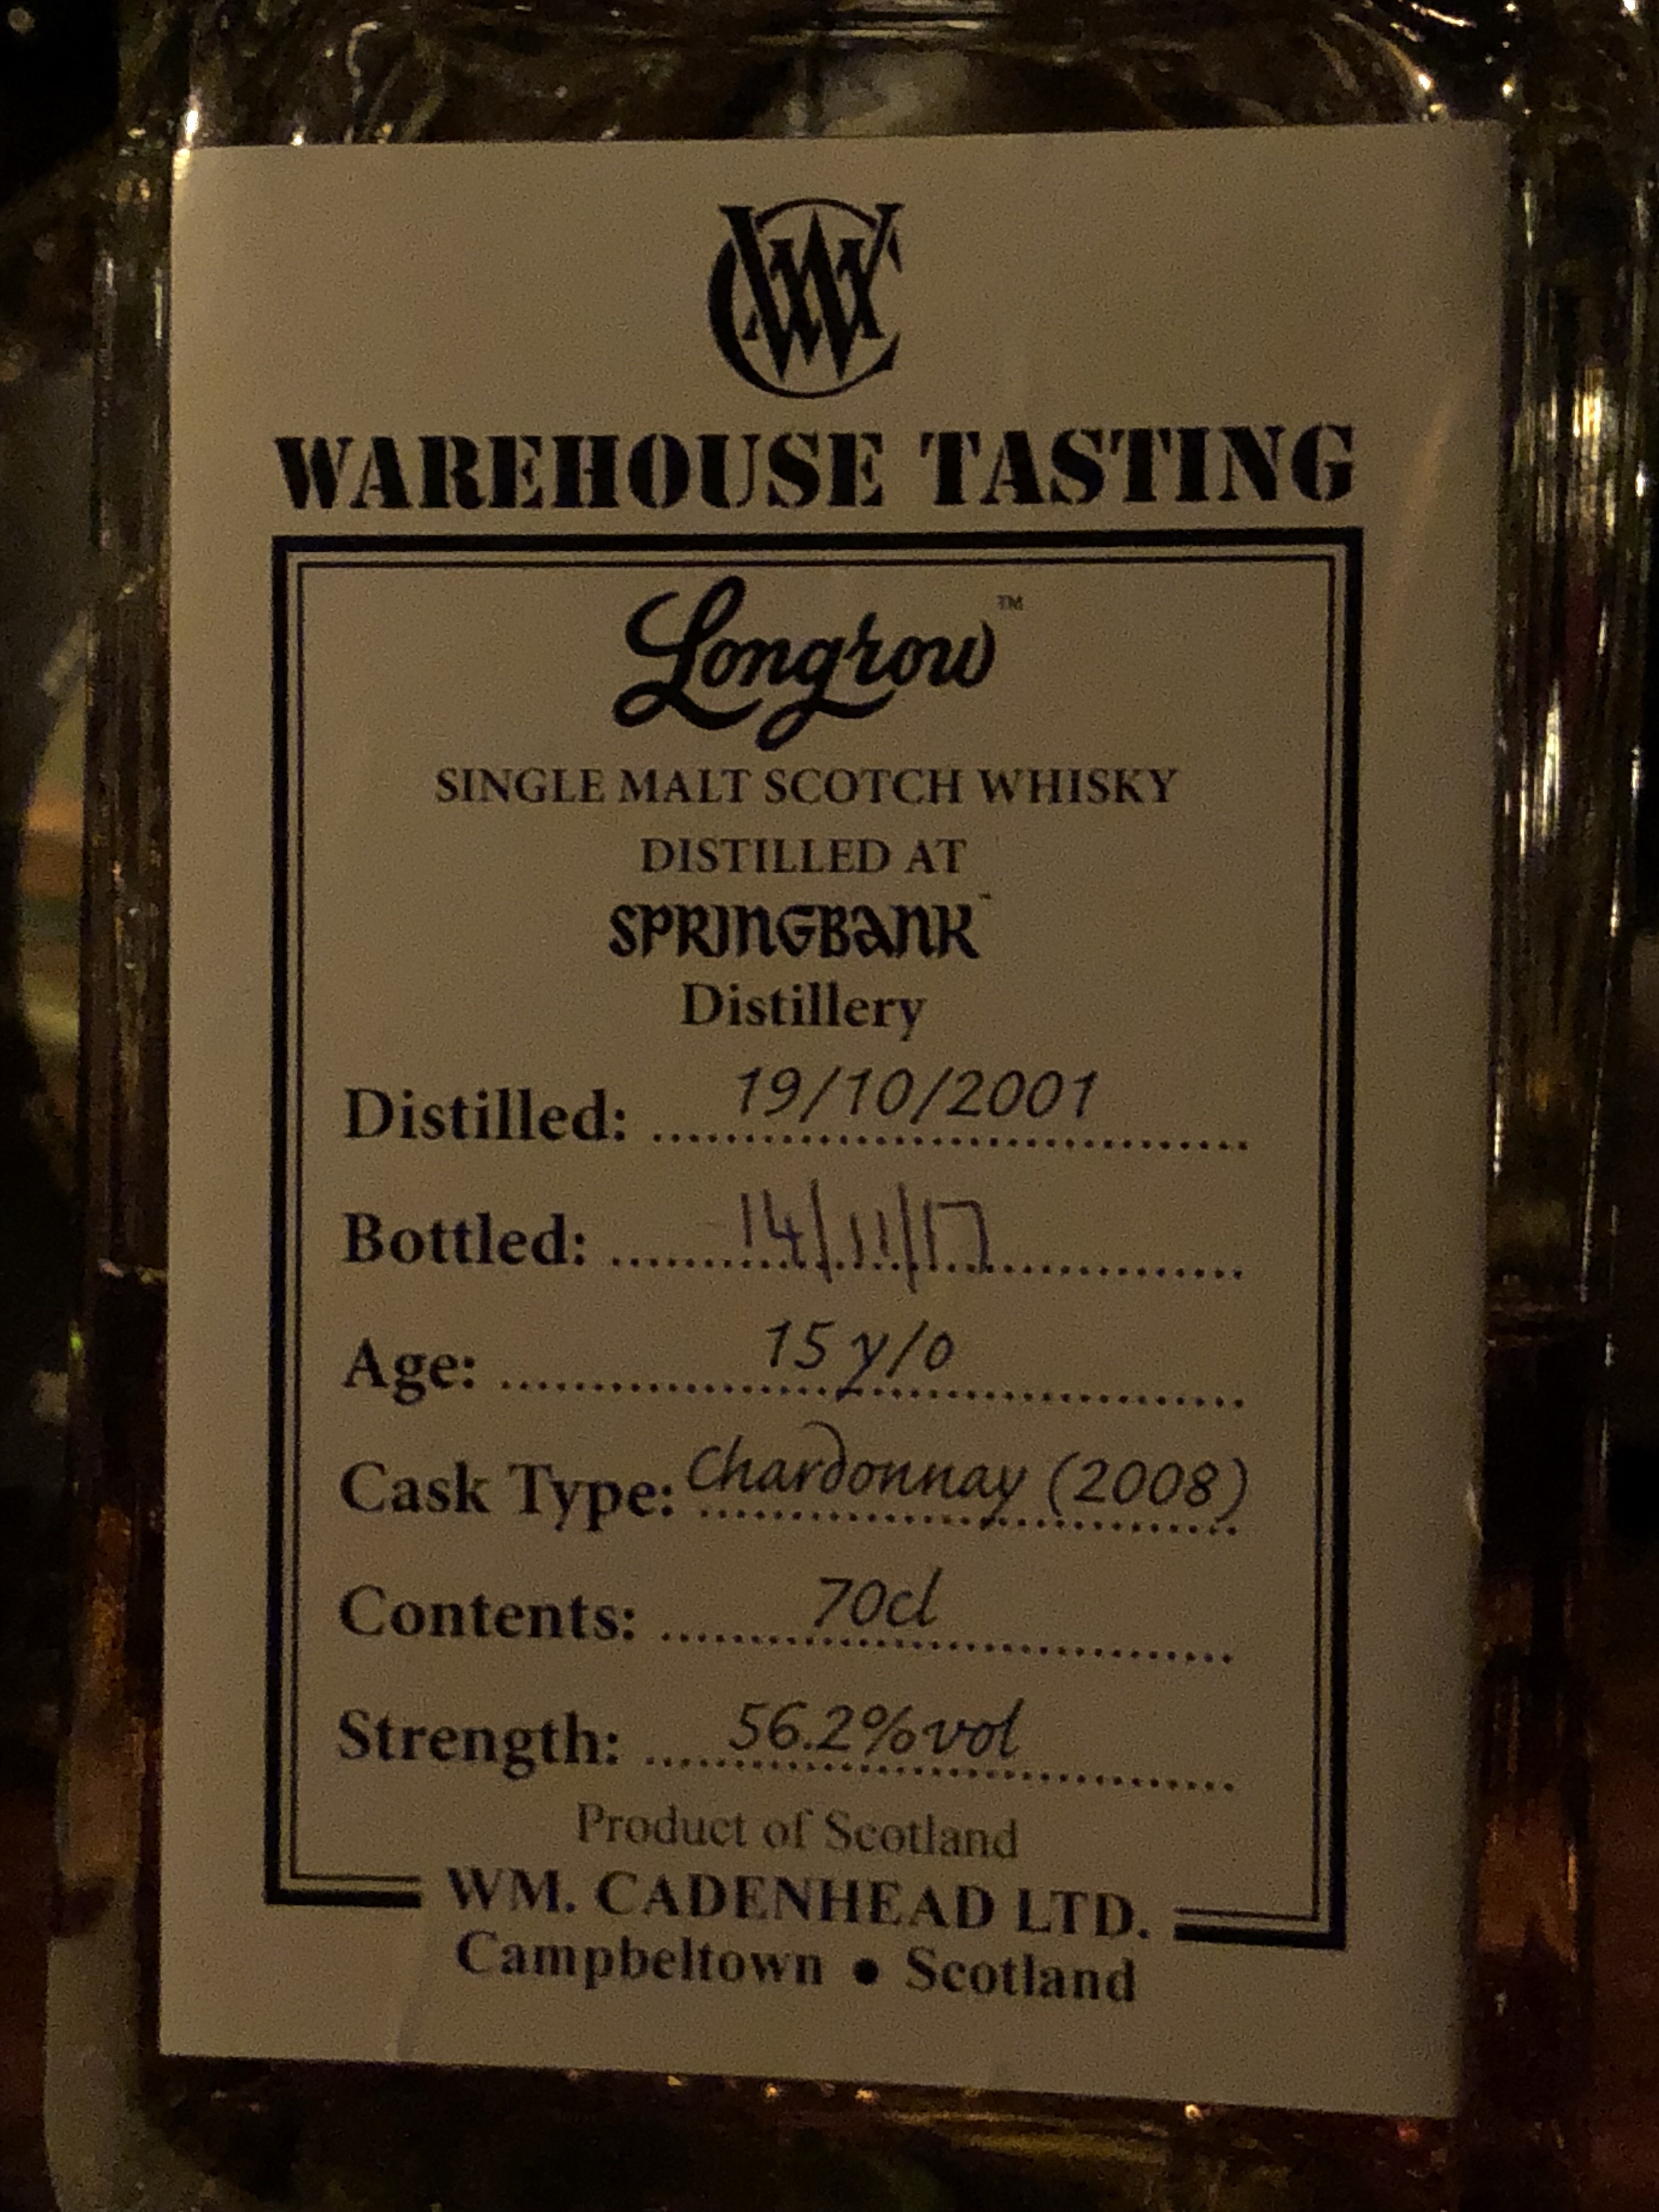 WC
WAREHOUSE TASTING
Longrow™
SINGLE MALT SCOTCH WHISKY
DISTILLED AT
SPRINGBANK™
Distillery
Distilled: 19/10/2001
Bottled: 14/11/17
Age: 15 y/o
Cask Type: Chardonnay (2008)
Contents: 70cl
Strength: 56.2%vol
Product of Scotland
WM. CADENHEAD LTD.
Campbeltown • Scotland